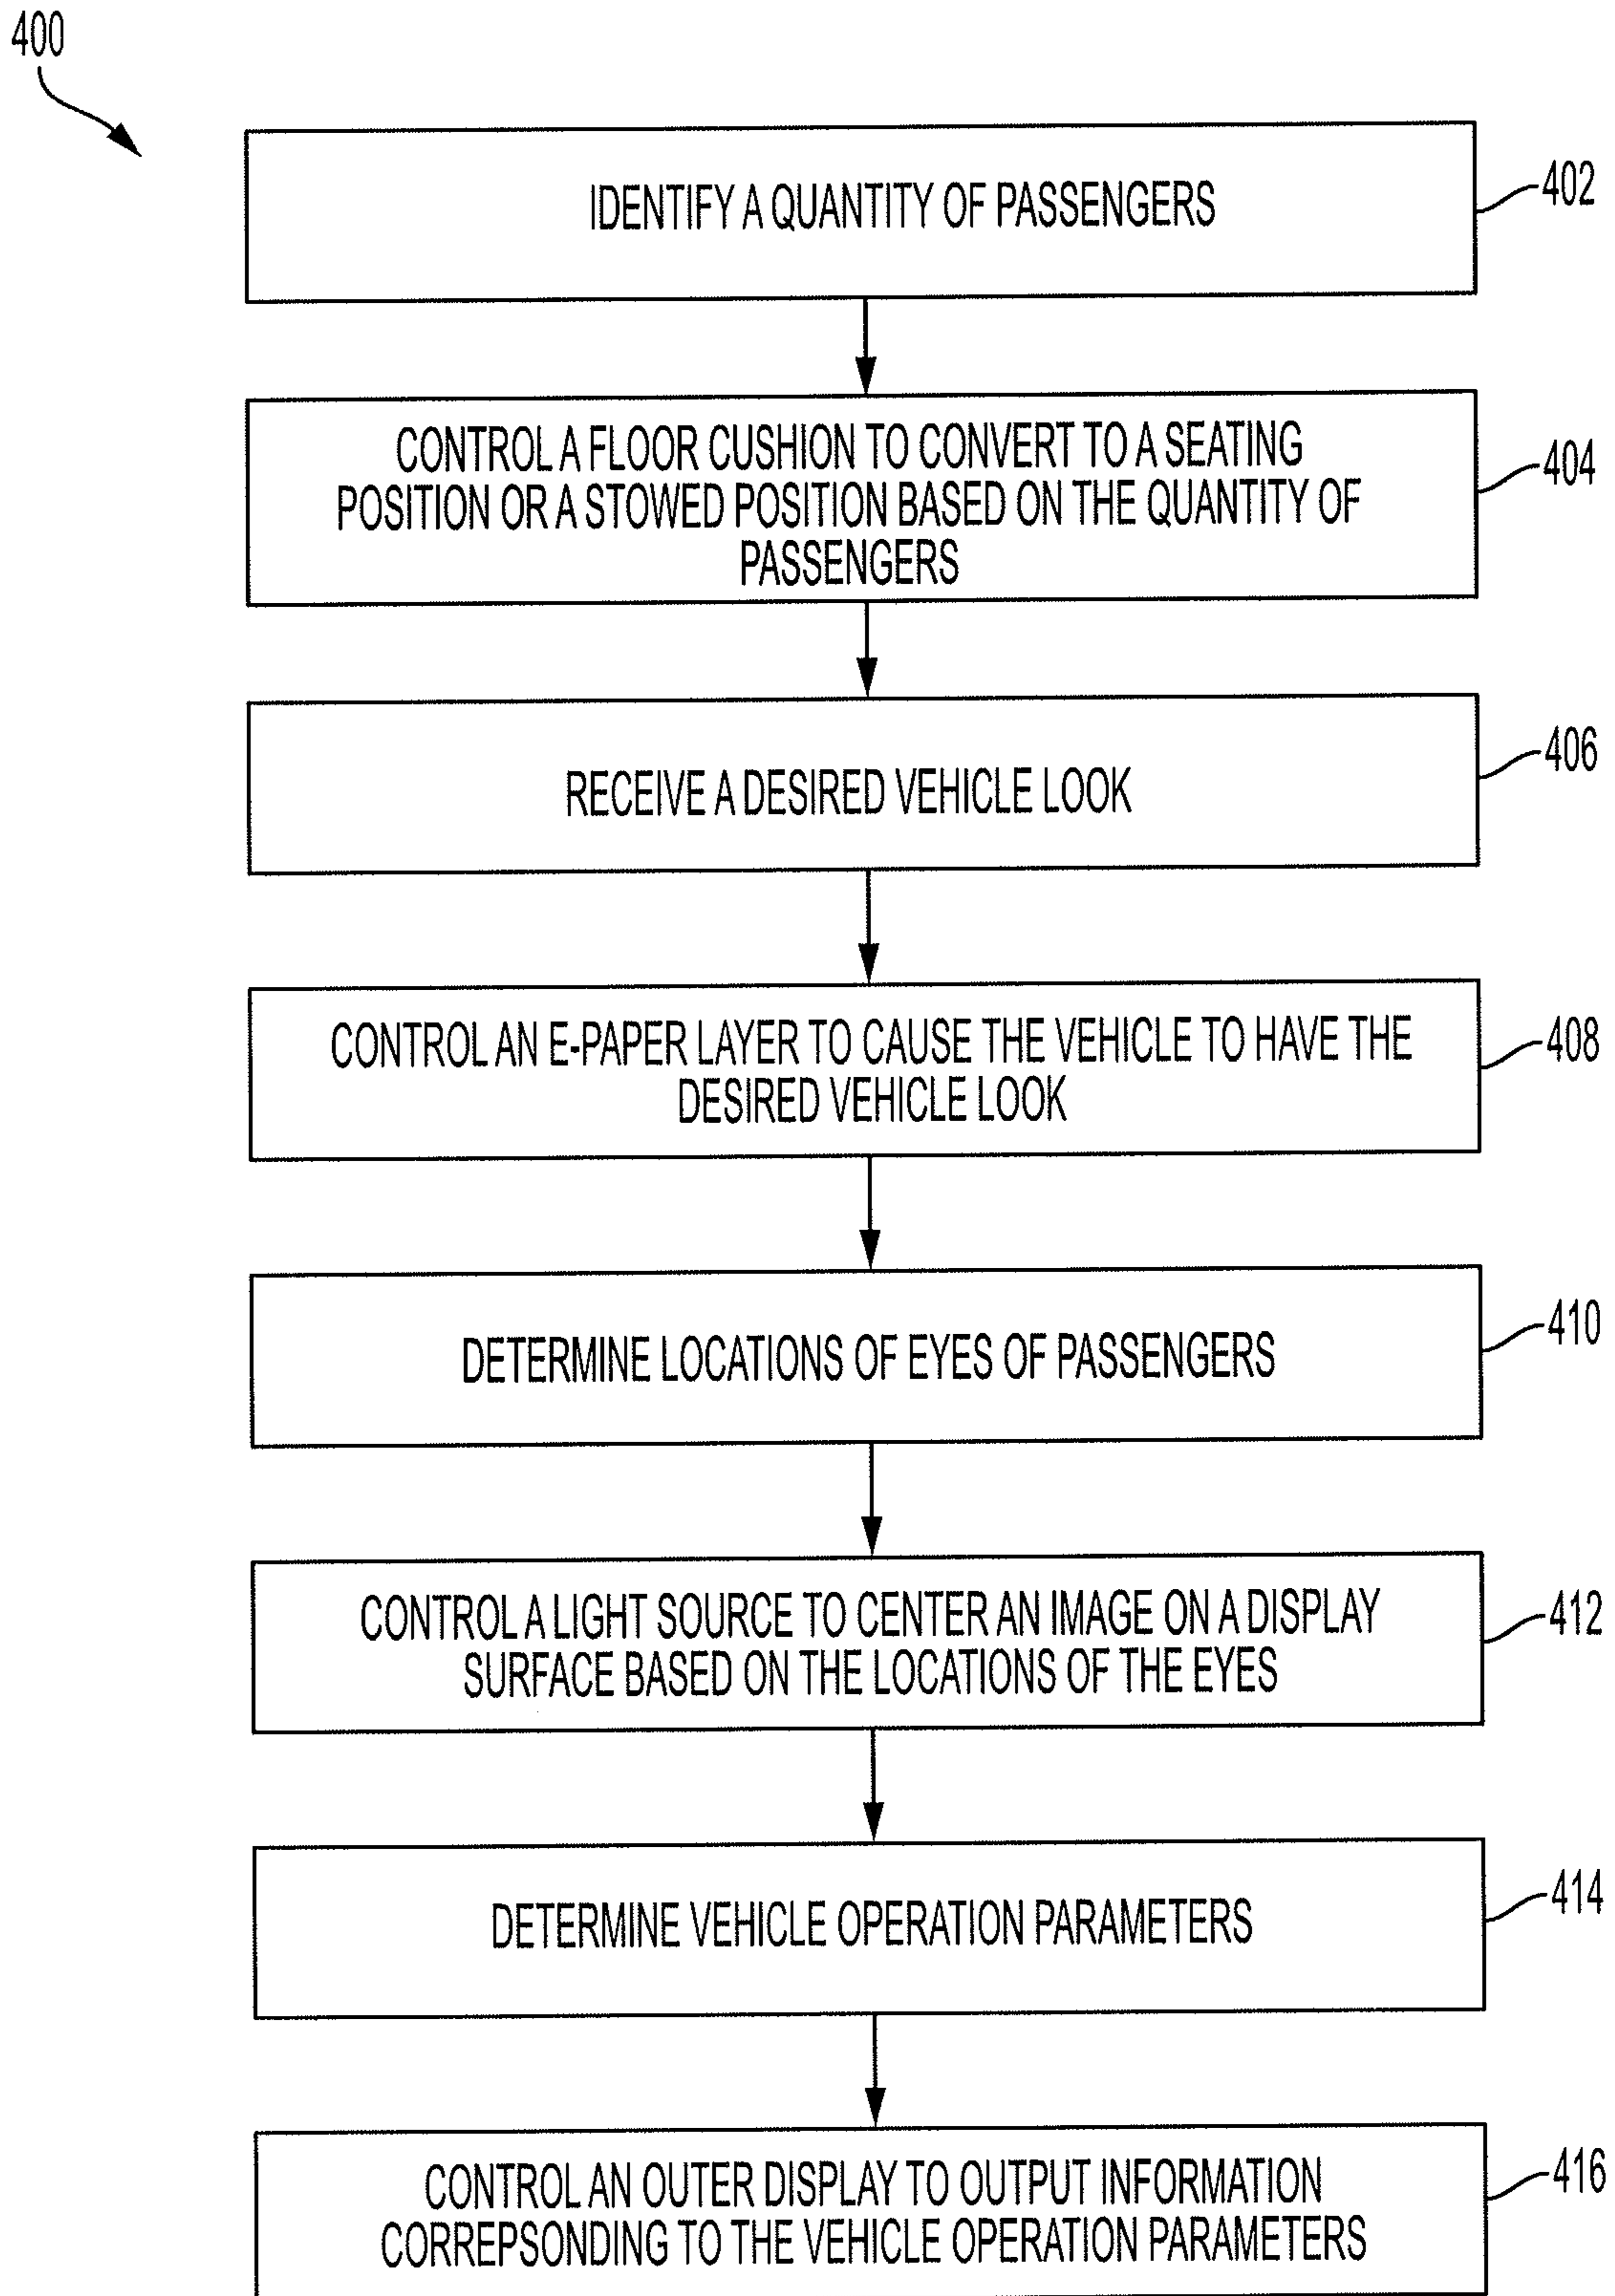 400
IDENTIFY A QUANTITY OF PASSENGERS
402
CONTROL A FLOOR CUSHION TO CONVERT TO A SEATING
POSITION OR A STOWED POSITION BASED ON THE QUANTITY OF
PASSENGERS
404
RECEIVE A DESIRED VEHICLE LOOK
406
CONTROL AN E-PAPER LAYER TO CAUSE THE VEHICLE TO HAVE THE
DESIRED VEHICLE LOOK
408
DETERMINE LOCATIONS OF EYES OF PASSENGERS
410
CONTROL A LIGHT SOURCE TO CENTER AN IMAGE ON A DISPLAY
SURFACE BASED ON THE LOCATIONS OF THE EYES
412
DETERMINE VEHICLE OPERATION PARAMETERS
414
CONTROL AN OUTER DISPLAY TO OUTPUT INFORMATION
CORREPSONDING TO THE VEHICLE OPERATION PARAMETERS
416